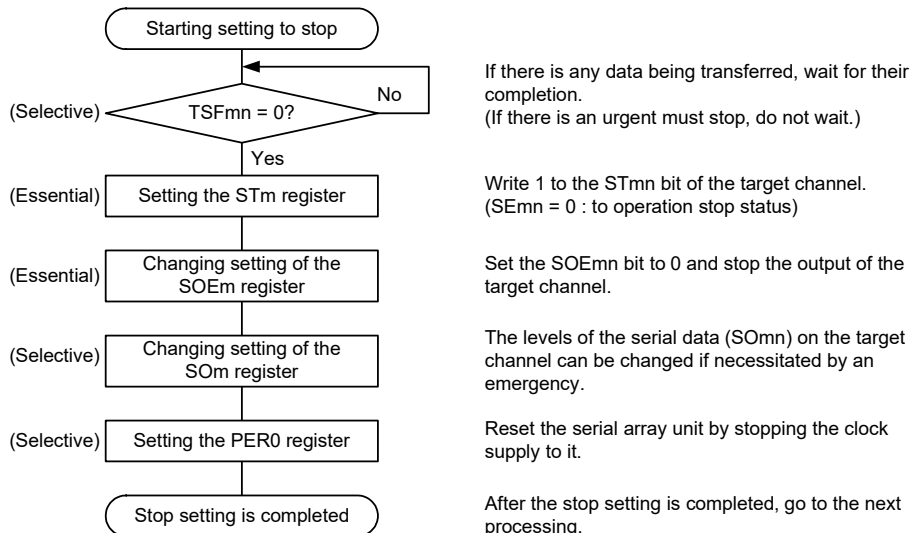 Starting setting to stop
No
(Selective)
TSFmn = 0?
If there is any data being transferred, wait for their
completion.
(If there is an urgent must stop, do not wait.)
Yes
(Essential)
Setting the STm register
Write 1 to the STmn bit of the target channel.
(SEmn = 0 : to operation stop status)
(Essential)
Changing setting of the
SOEm register
Set the SOEmn bit to 0 and stop the output of the
target channel.
(Selective)
Changing setting of the
SOm register
The levels of the serial data (SOmn) on the target
channel can be changed if necessitated by an
emergency.
(Selective)
Setting the PER0 register
Reset the serial array unit by stopping the clock
supply to it.
Stop setting is completed
After the stop setting is completed, go to the next
processing.